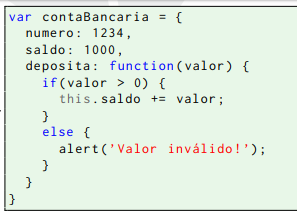 var contaBancaria = {
  numero: 1234,
  saldo: 1000,
  deposita: function(valor) {
    if(valor > 0) {
      this.saldo += valor;
    }
    else {
      alert('Valor inválido!');
    }
  }
}